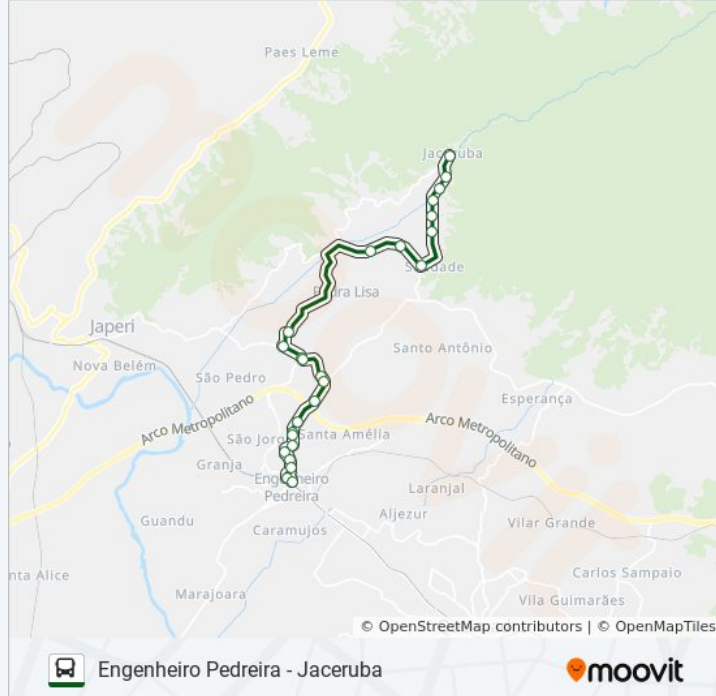 Paes Leme
Jaceruba
Saudade
Pedra Lisa
Japeri
Santo Antônio
Nova Belém
São Pedro
Esperança
Arco Metropolitano
Arco Metropolitano
São Jorge
Santa Amélia
Granja
Engenheiro
Pedreira
Laranjal
Guandu
Aljezur
Vilar Grande
Caramujos
nta Alice
Carlos Sampaio
Marajoara
Vila Guimarães
© OpenStreetMap contributors | © OpenMapTiles
Engenheiro Pedreira - Jaceruba
moovit